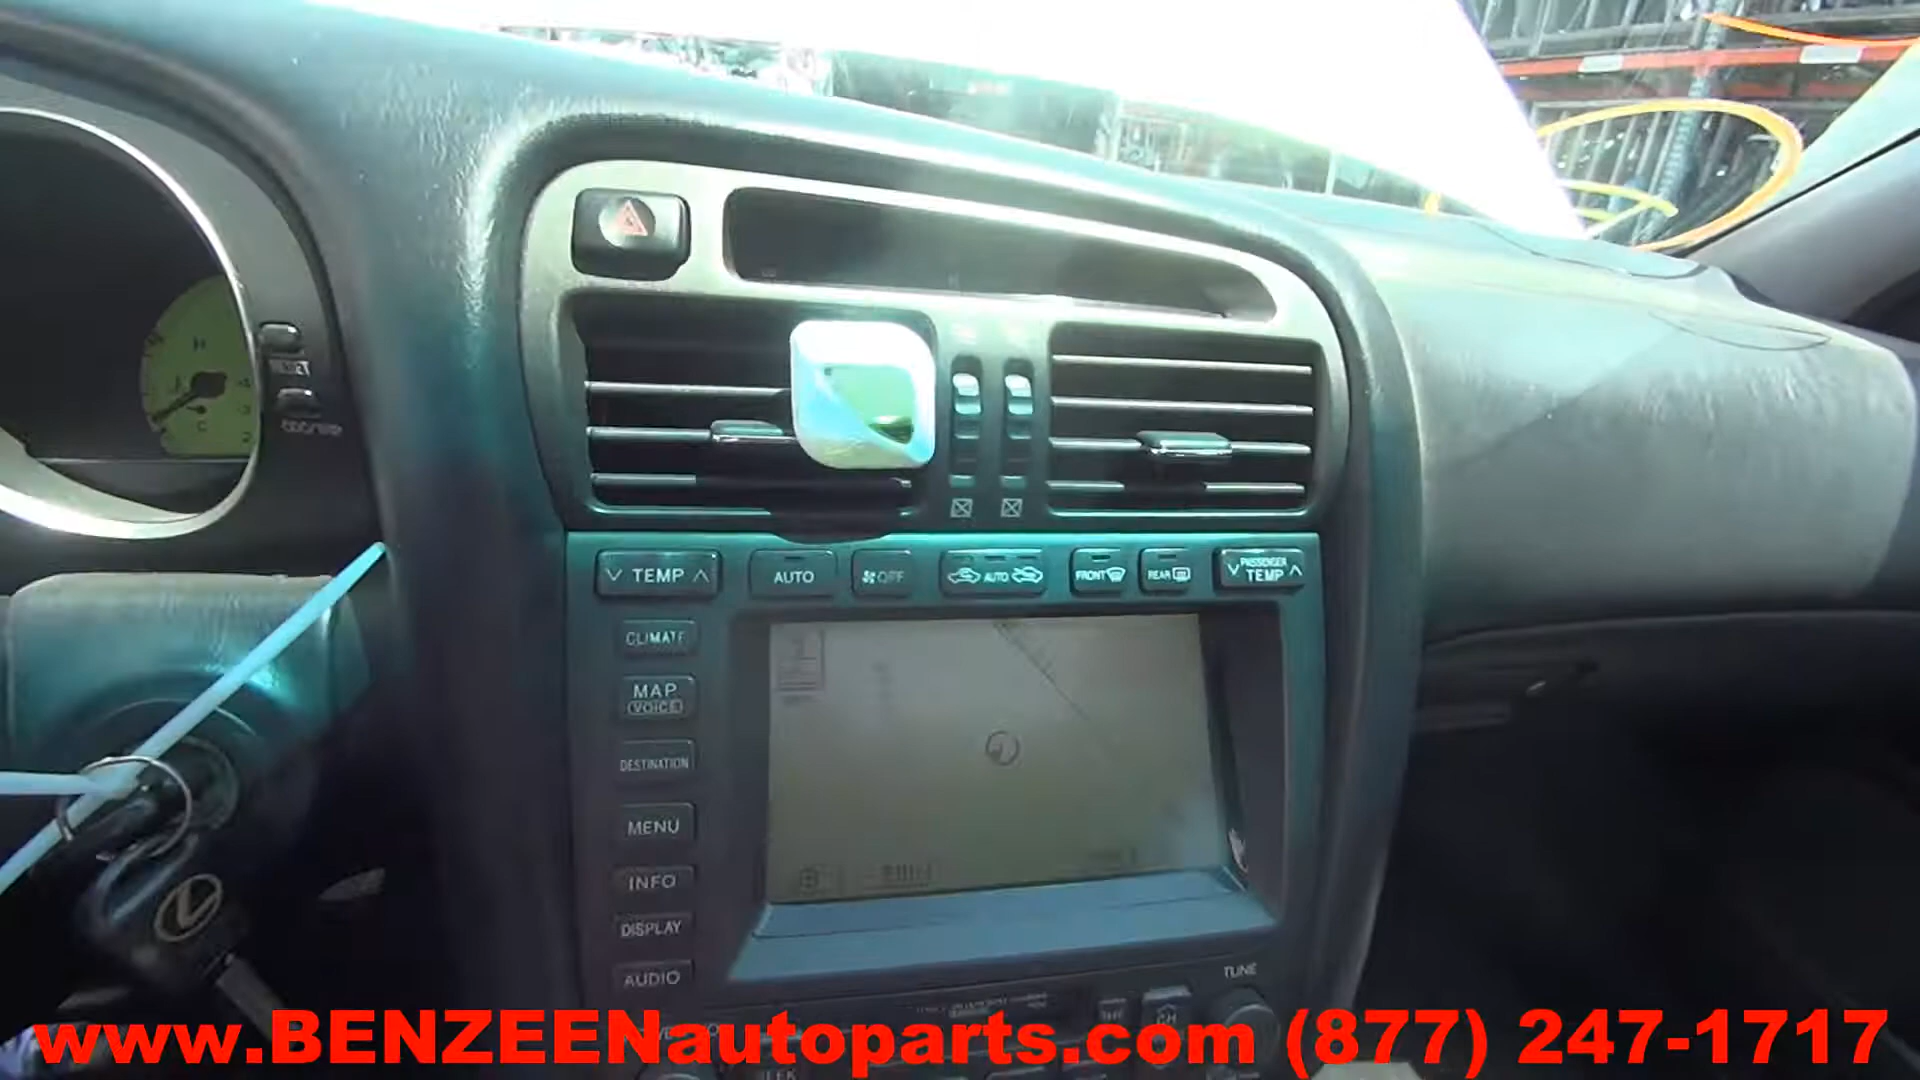 H
C
TEMP
AUTO
OFF
AUTO
FRONT
REAR
PASSENGER
TEMP
CLIMATE
MAP
(VOICE)
DESTINATION
MENU
INFO
DISPLAY
AUDIO
TUNE
CH
www.BENZEENautoparts.com (877) 247-1717